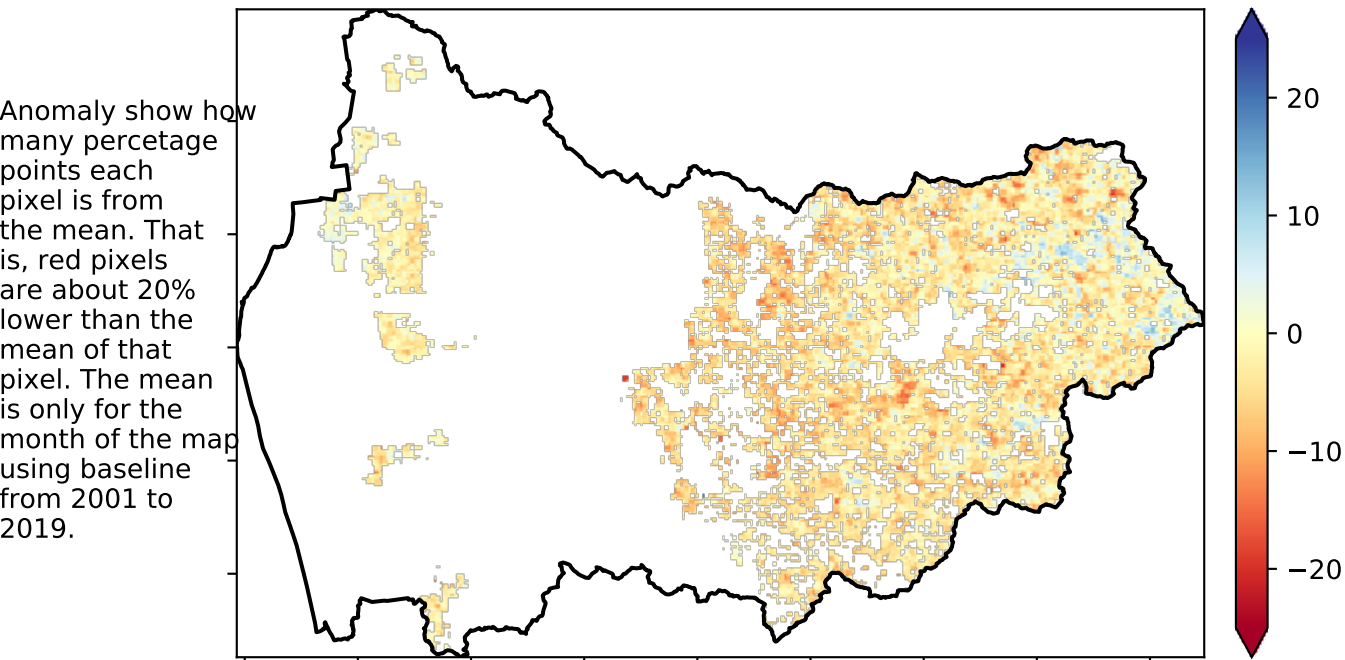 Anomaly show how
many percetage
points each
pixel is from
the mean. That
is, red pixels
are about 20%
lower than the
mean of that
pixel. The mean
is only for the
month of the map
using baseline
from 2001 to
2019.
20
10
0
−10
−20